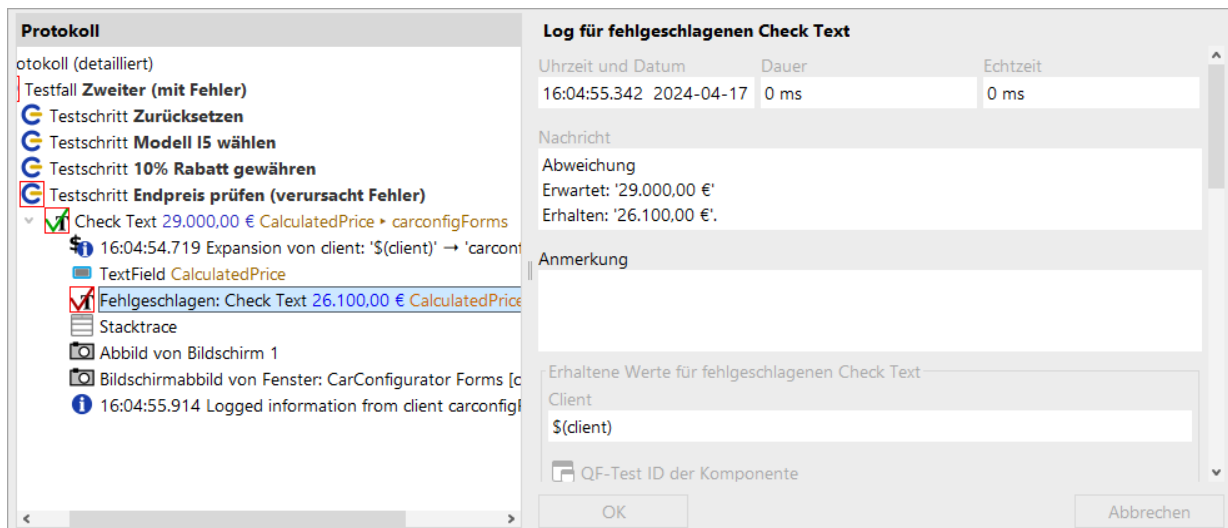 Protokoll
otokoll (detailliert)
Testfall Zweiter (mit Fehler)
Testschritt Zurücksetzen
Testschritt Modell I5 wählen
Testschritt 10% Rabatt gewähren
Testschritt Endpreis prüfen (verursacht Fehler)
Check Text 29.000,00 € CalculatedPrice ‣ carconfigForms
16:04:54.719 Expansion von client: '$(client)' → 'carconf
TextField CalculatedPrice
Fehlgeschlagen: Check Text 26.100,00 € CalculatedPrice
Stacktrace
Abbild von Bildschirm 1
Bildschirmabbild von Fenster: CarConfigurator Forms [c
16:04:55.914 Logged information from client carconfigF
Log für fehlgeschlagenen Check Text
Uhrzeit und Datum Dauer Echtzeit
16:04:55.342 2024-04-17 0 ms 0 ms
Nachricht
Abweichung
Erwartet: '29.000,00 €'
Erhalten: '26.100,00 €'.
Anmerkung
Erhaltene Werte für fehlgeschlagenen Check Text
Client
$(client)
QF-Test ID der Komponente
OK Abbrechen